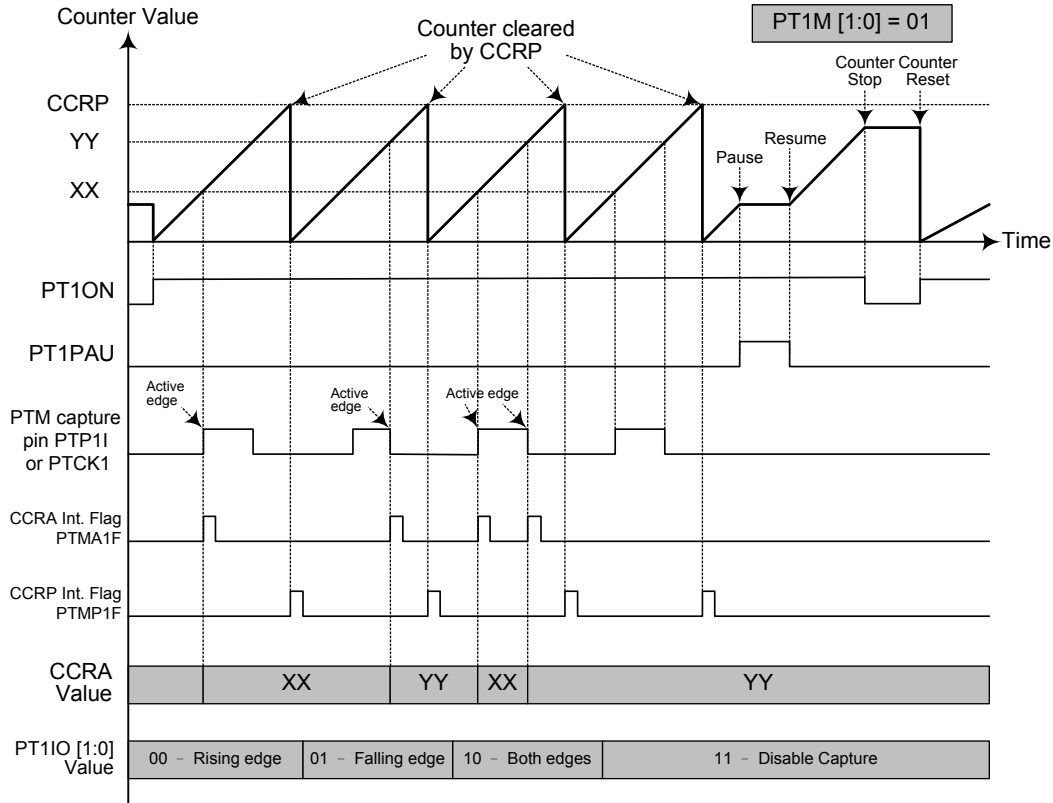 Counter Value
PT1M [1:0] = 01
Counter cleared
by CCRP
Counter
Stop
Counter
Reset
CCRP
YY
XX
Pause
Resume
Time
PT1ON
PT1PAU
Active
edge
Active
edge
Active edge
PTM capture
pin PTP1I
or PTCK1
CCRA Int. Flag
PTMA1F
CCRP Int. Flag
PTMP1F
CCRA
Value
XX
YY
XX
YY
PT1IO [1:0]
Value
00 - Rising edge
01 - Falling edge
10 - Both edges
11 - Disable Capture